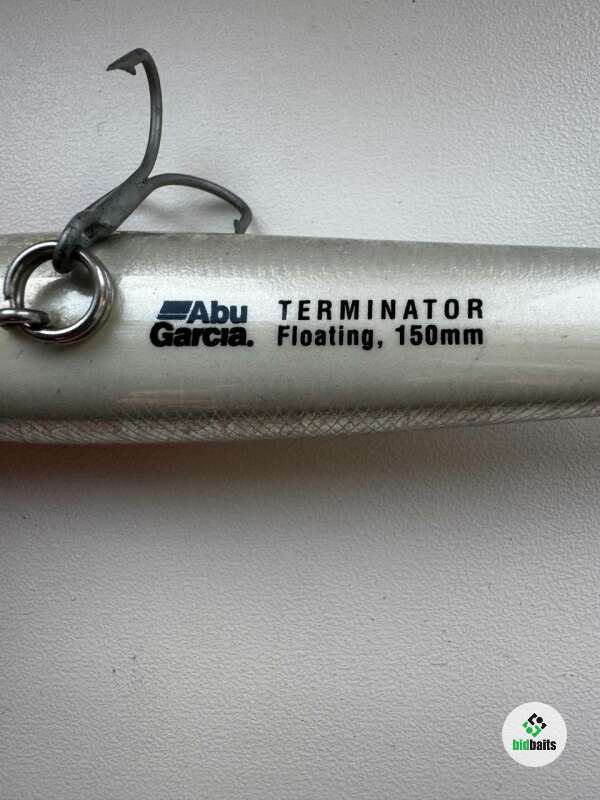 Abu
Garcia.
TERMINATOR
Floating, 150mm
bidbaits